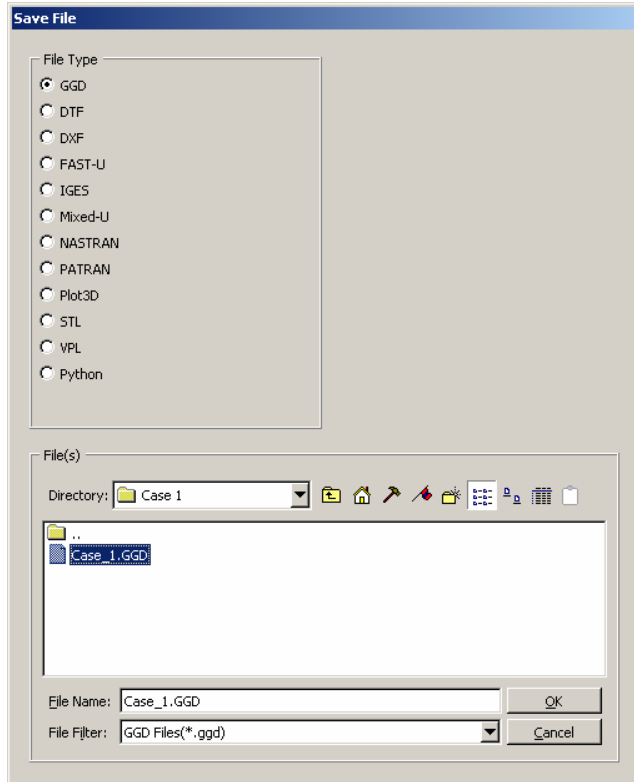 Save File
File Type
GGD
DTF
DXF
FAST-U
IGES
Mixed-U
NASTRAN
PATRAN
Plot3D
STL
VPL
Python
File(s)
Directory: Case 1
..
Case_1.GGD
File Name: Case_1.GGD OK
File Filter: GGD Files(*.ggd) Cancel